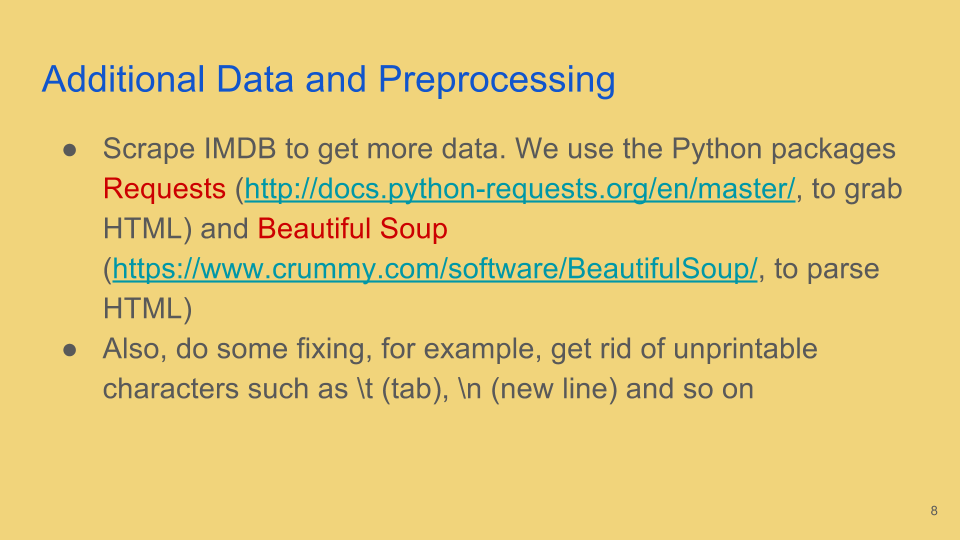 Additional Data and Preprocessing
● Scrape IMDB to get more data. We use the Python packages
Requests (http://docs.python-requests.org/en/master/, to grab
HTML) and Beautiful Soup
(https://www.crummy.com/software/BeautifulSoup/, to parse
HTML)
● Also, do some fixing, for example, get rid of unprintable
characters such as \t (tab), \n (new line) and so on
8